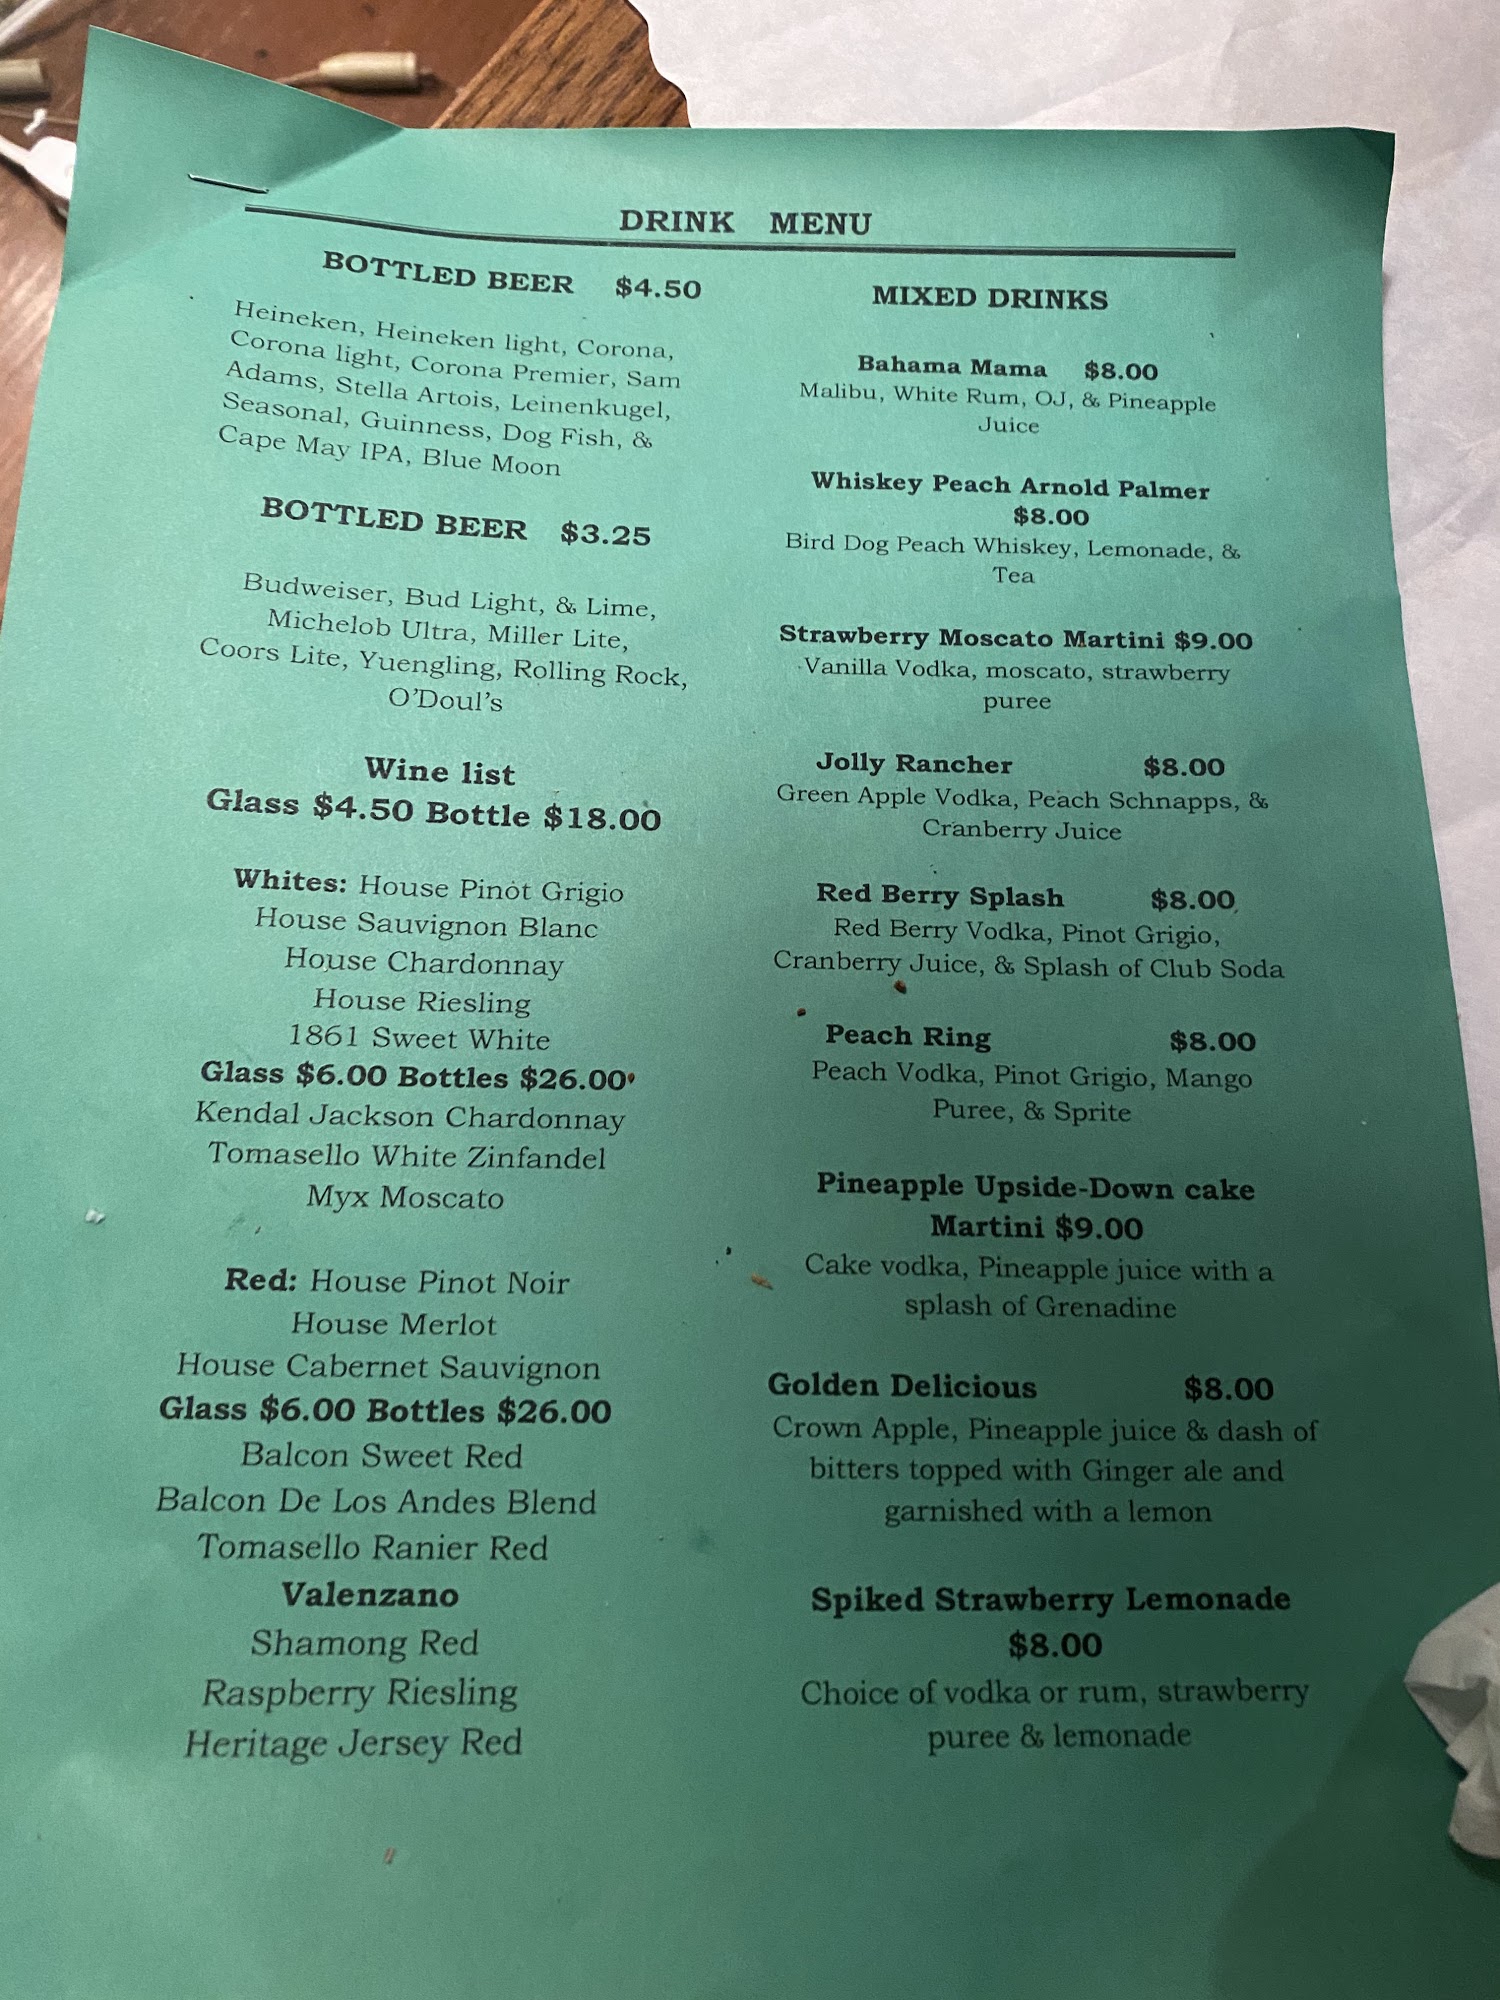 DRINK MENU
BOTTLED BEER $4.50
Heineken, Heineken light, Corona,
Corona light, Corona Premier, Sam
Adams, Stella Artois, Leinenkugel,
Seasonal, Guinness, Dog Fish, &
Cape May IPA, Blue Moon
BOTTLED BEER $3.25
Budweiser, Bud Light, & Lime,
Michelob Ultra, Miller Lite,
Coors Lite, Yuengling, Rolling Rock,
O'Doul's
Wine list
Glass $4.50 Bottle $18.00
Whites: House Pinot Grigio
House Sauvignon Blanc
House Chardonnay
House Riesling
1861 Sweet White
Glass $6.00 Bottles $26.00
Kendal Jackson Chardonnay
Tomasello White Zinfandel
Myx Moscato
Red: House Pinot Noir
House Merlot
House Cabernet Sauvignon
Glass $6.00 Bottles $26.00
Balcon Sweet Red
Balcon De Los Andes Blend
Tomasello Ranier Red
Valenzano
Shamong Red
Raspberry Riesling
Heritage Jersey Red
MIXED DRINKS
Bahama Mama $8.00
Malibu, White Rum, OJ, & Pineapple
Juice
Whiskey Peach Arnold Palmer
$8.00
Bird Dog Peach Whiskey, Lemonade, &
Tea
Strawberry Moscato Martini $9.00
Vanilla Vodka, moscato, strawberry
puree
Jolly Rancher $8.00
Green Apple Vodka, Peach Schnapps, &
Cranberry Juice
Red Berry Splash $8.00
Red Berry Vodka, Pinot Grigio,
Cranberry Juice, & Splash of Club Soda
Peach Ring $8.00
Peach Vodka, Pinot Grigio, Mango
Puree, & Sprite
Pineapple Upside-Down cake
Martini $9.00
Cake vodka, Pineapple juice with a
splash of Grenadine
Golden Delicious $8.00
Crown Apple, Pineapple juice & dash of
bitters topped with Ginger ale and
garnished with a lemon
Spiked Strawberry Lemonade
$8.00
Choice of vodka or rum, strawberry
puree & lemonade